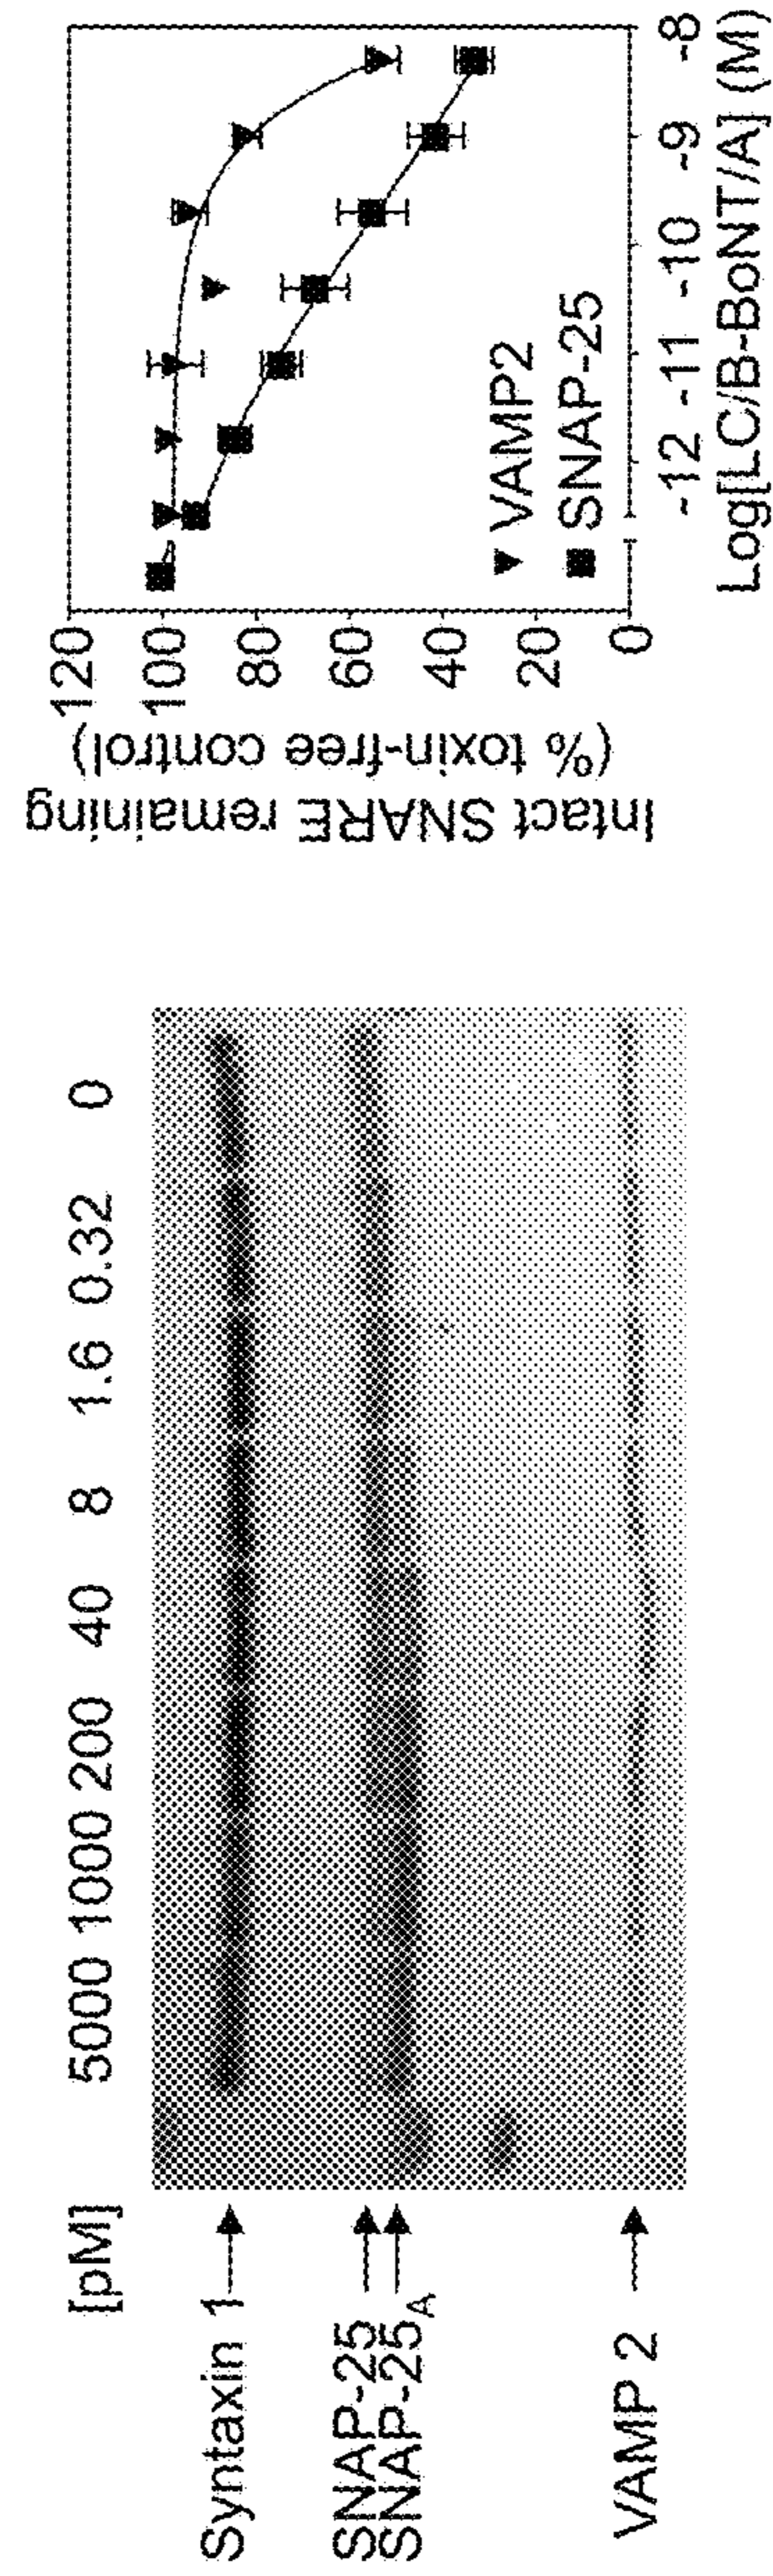 [pM] 5000 1000 200 40 8 1.6 0.32 0
Syntaxin 1
SNAP-25
SNAP-25A
VAMP 2
Intact SNARE remaining
(% toxin-free control)
120
100
80
60
40
20
0
VAMP2
SNAP-25
-12 -11 -10 -9 -8
Log[LC/B-BoNT/A] (M)